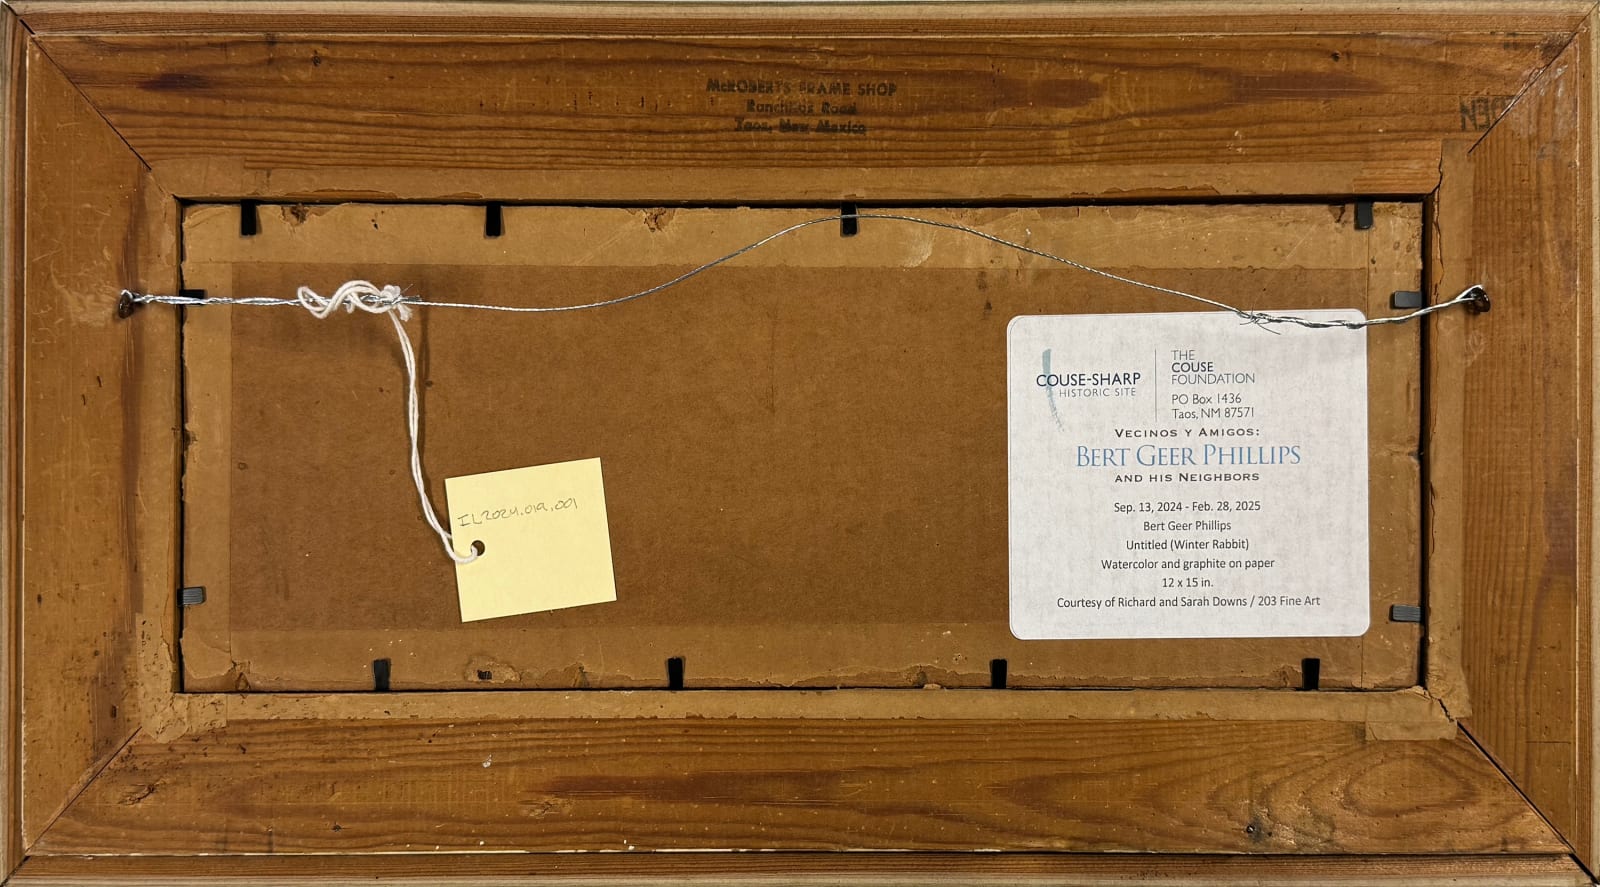 McROBERTS FRAME SHOP
Ranchitos Road
Taos, New Mexico
IL2024.019.001
COUSE-SHARP
HISTORIC SITE
THE
COUSE
FOUNDATION
PO Box 1436
Taos, NM 87571
VECINOS Y AMIGOS:
BERT GEER PHILLIPS
AND HIS NEIGHBORS
Sep. 13, 2024 - Feb. 28, 2025
Bert Geer Phillips
Untitled (Winter Rabbit)
Watercolor and graphite on paper
12 x 15 in.
Courtesy of Richard and Sarah Downs / 203 Fine Art